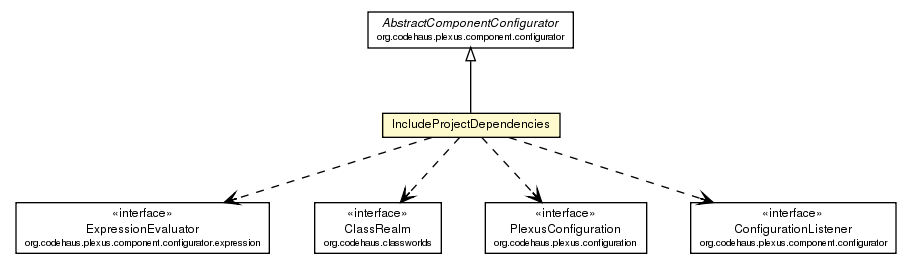 AbstractComponentConfigurator
org.codehaus.plexus.component.configurator
IncludeProjectDependencies
«interface»
ExpressionEvaluator
org.codehaus.plexus.component.configurator.expression
«interface»
ClassRealm
org.codehaus.classworlds
«interface»
PlexusConfiguration
org.codehaus.plexus.configuration
«interface»
ConfigurationListener
org.codehaus.plexus.component.configurator